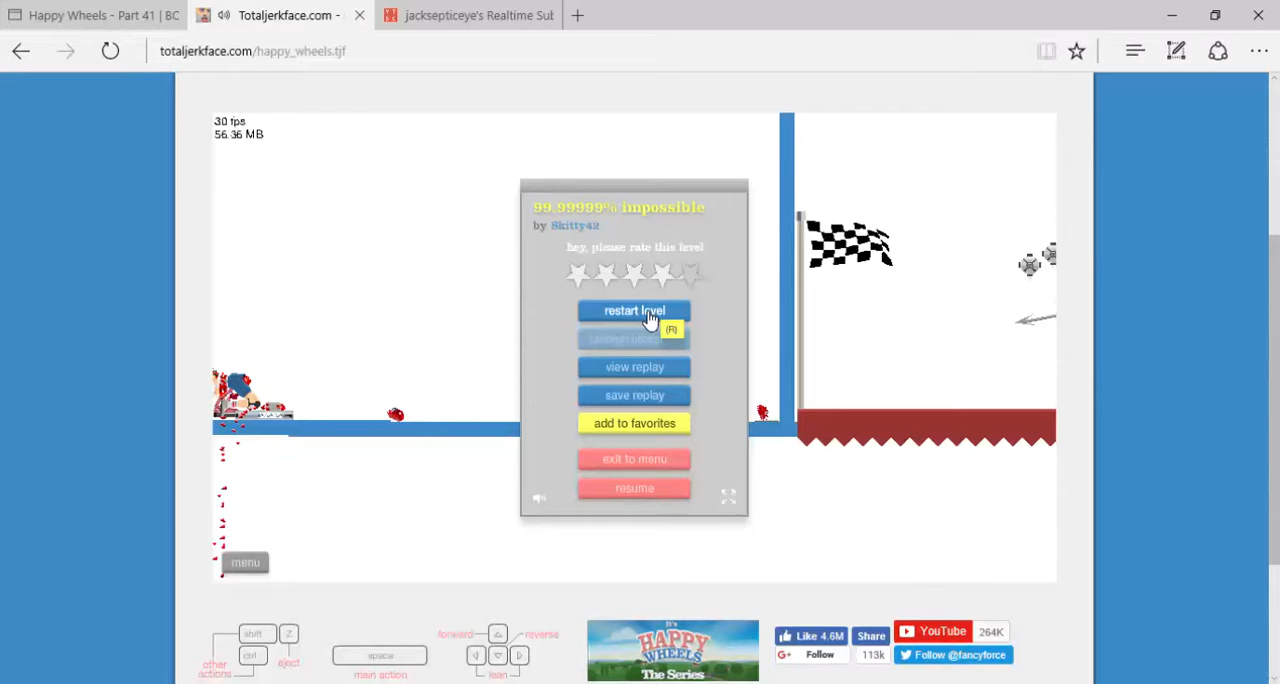 Happy Wheels - Part 41 | BC
Totaljerkface.com -
jacksepticeye's Realtime Sub
totaljerkface.com/happy_wheels.tjf
30 fps
56.36 MB
99.99999% impossible
by Skitty42
hey, please rate this level
restart level
(R)
view replay
save replay
add to favorites
exit to menu
resume
menu
shift
Z
ctrl
eject
other actions
space
main action
forward
reverse
lean
IT'S
HAPPY WHEELS
The Series
Like 4.6M
Share
YouTube
264K
G+ Follow
113k
Follow @fancyforce